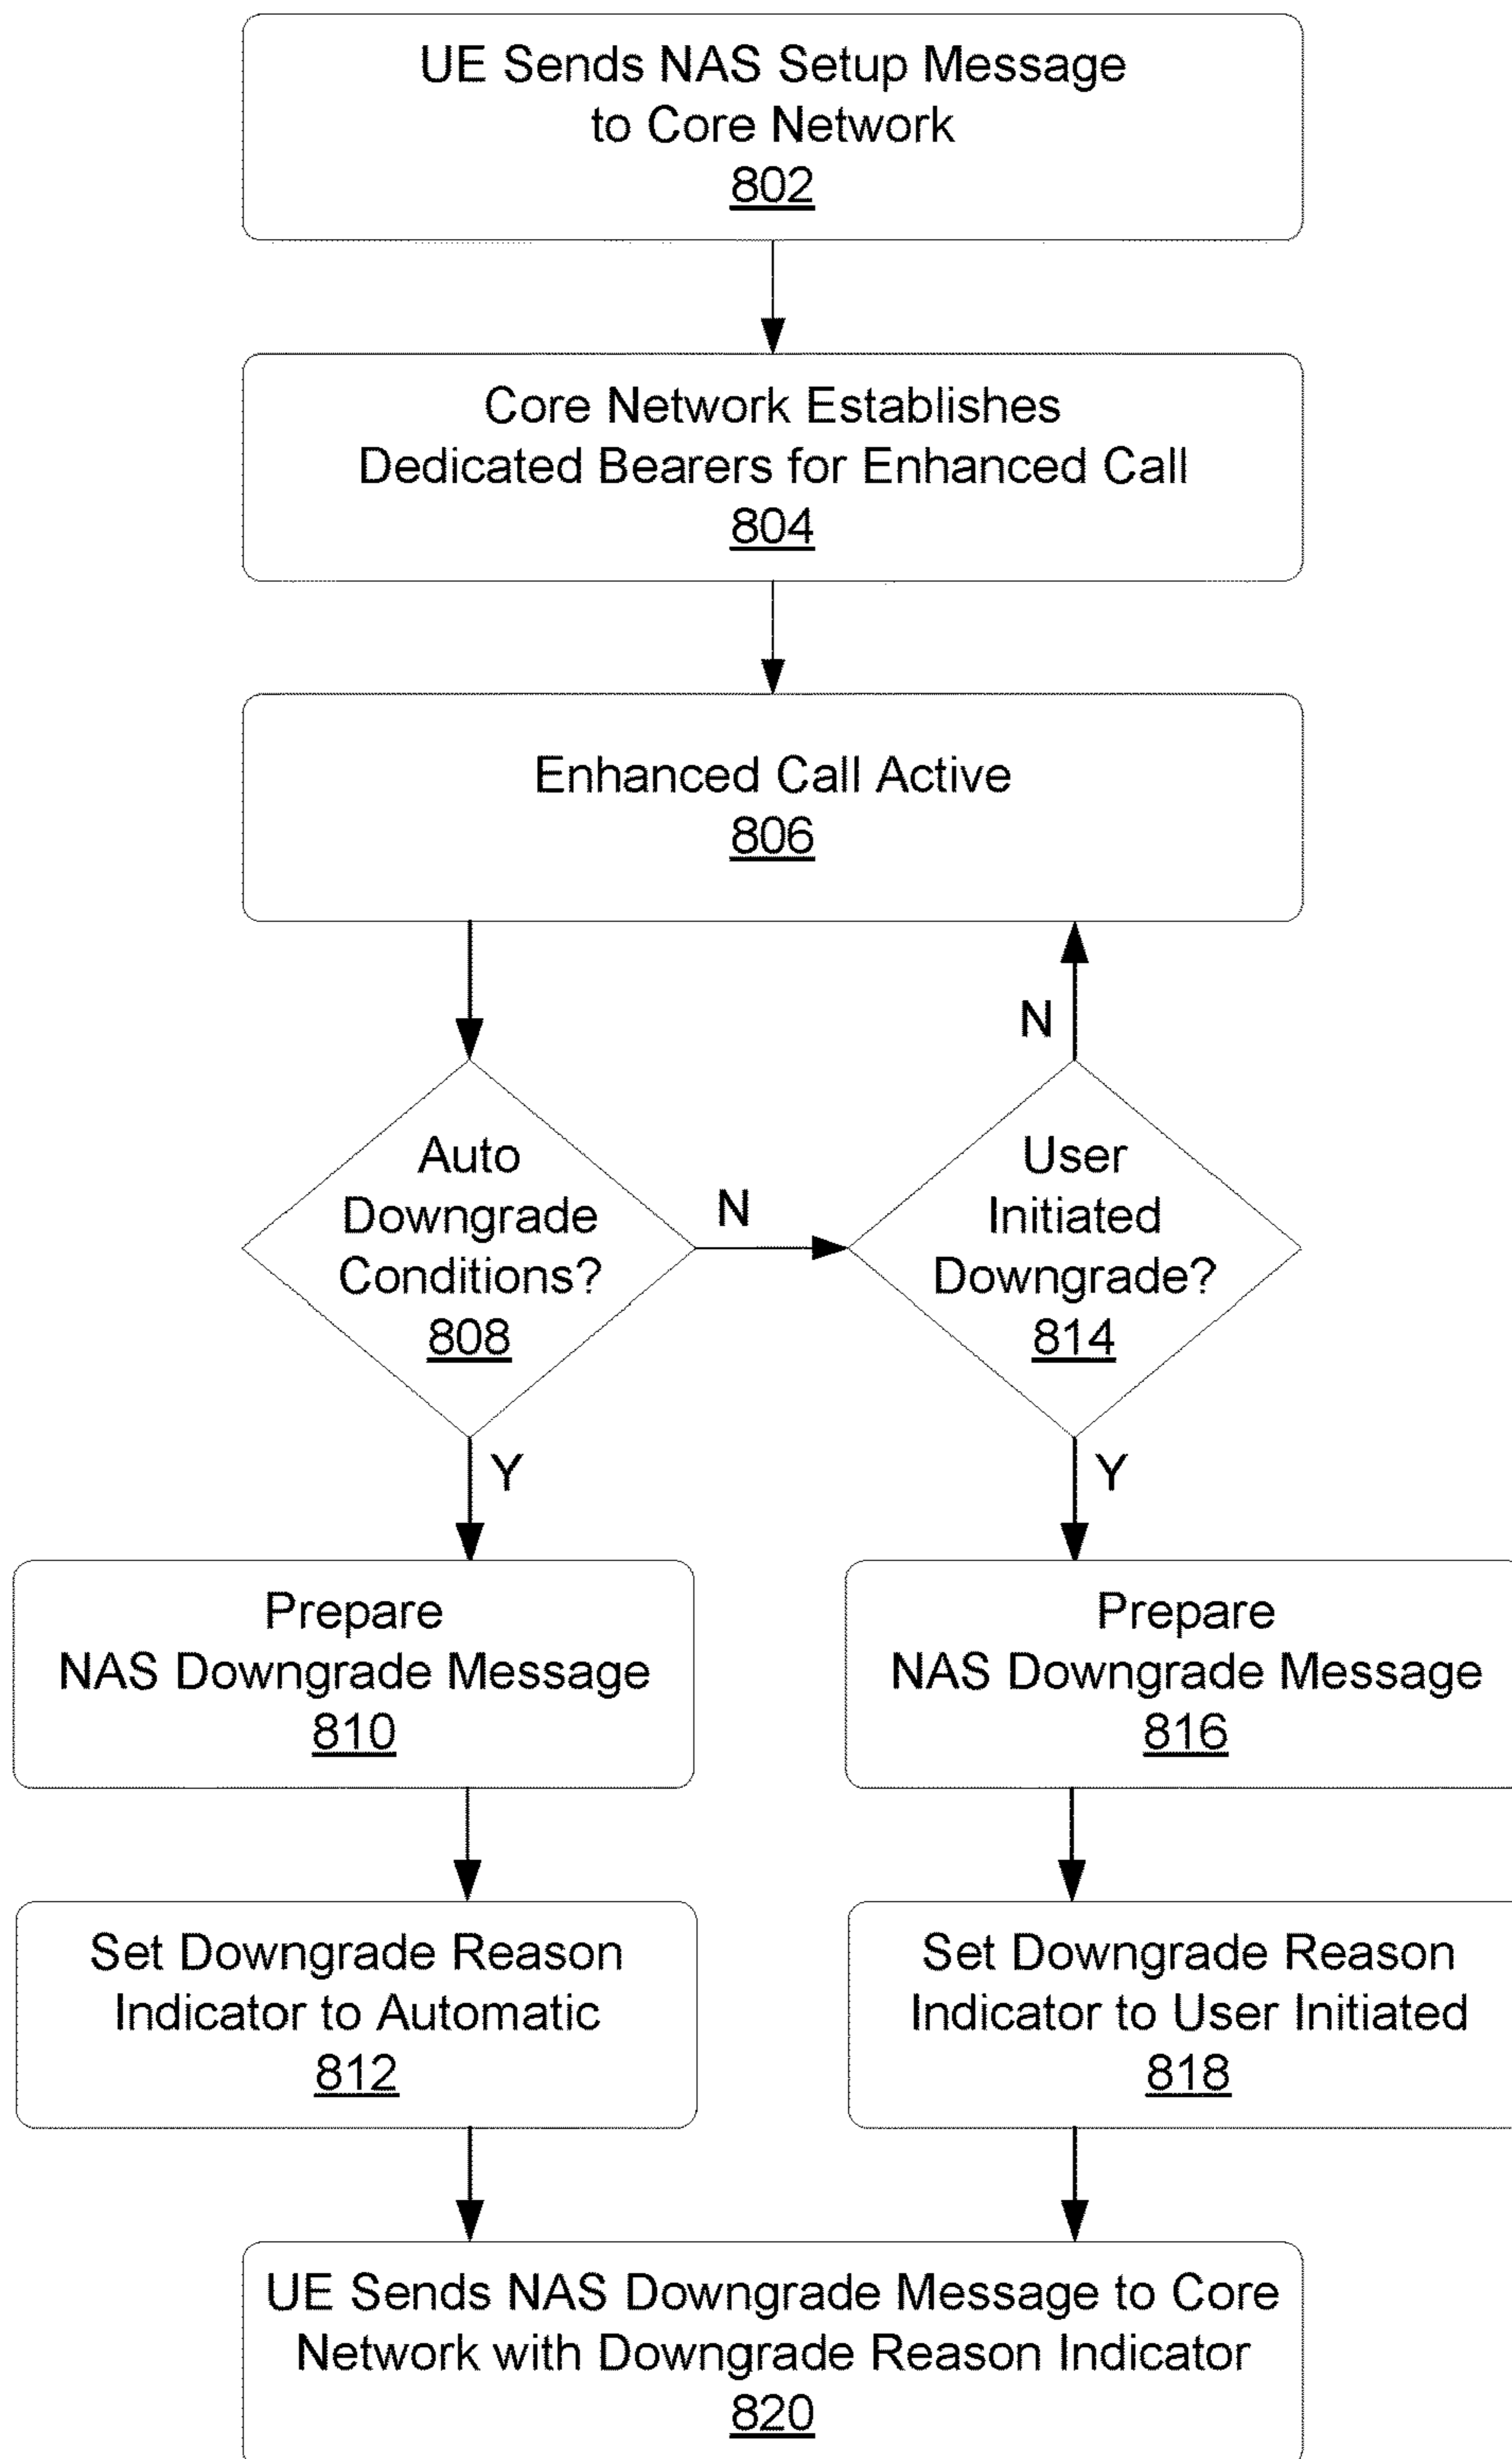 UE Sends NAS Setup Message
to Core Network
802
Core Network Establishes
Dedicated Bearers for Enhanced Call
804
Enhanced Call Active
806
Auto
Downgrade
Conditions?
808
N
User
Initiated
Downgrade?
814
N
Y
Y
Prepare
NAS Downgrade Message
810
Prepare
NAS Downgrade Message
816
Set Downgrade Reason
Indicator to Automatic
812
Set Downgrade Reason
Indicator to User Initiated
818
UE Sends NAS Downgrade Message to Core
Network with Downgrade Reason Indicator
820